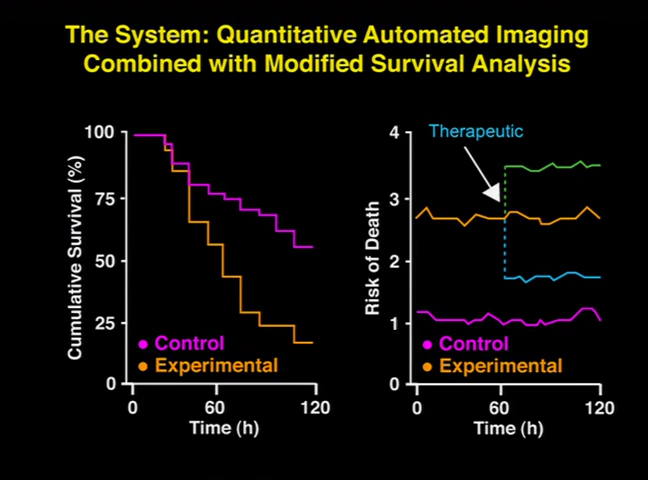 The System: Quantitative Automated Imaging
Combined with Modified Survival Analysis
Cumulative Survival (%)
100
75
50
25
0
Control
Experimental
0 60 120
Time (h)
Risk of Death
4
3
2
1
0
Therapeutic
Control
Experimental
0 60 120
Time (h)